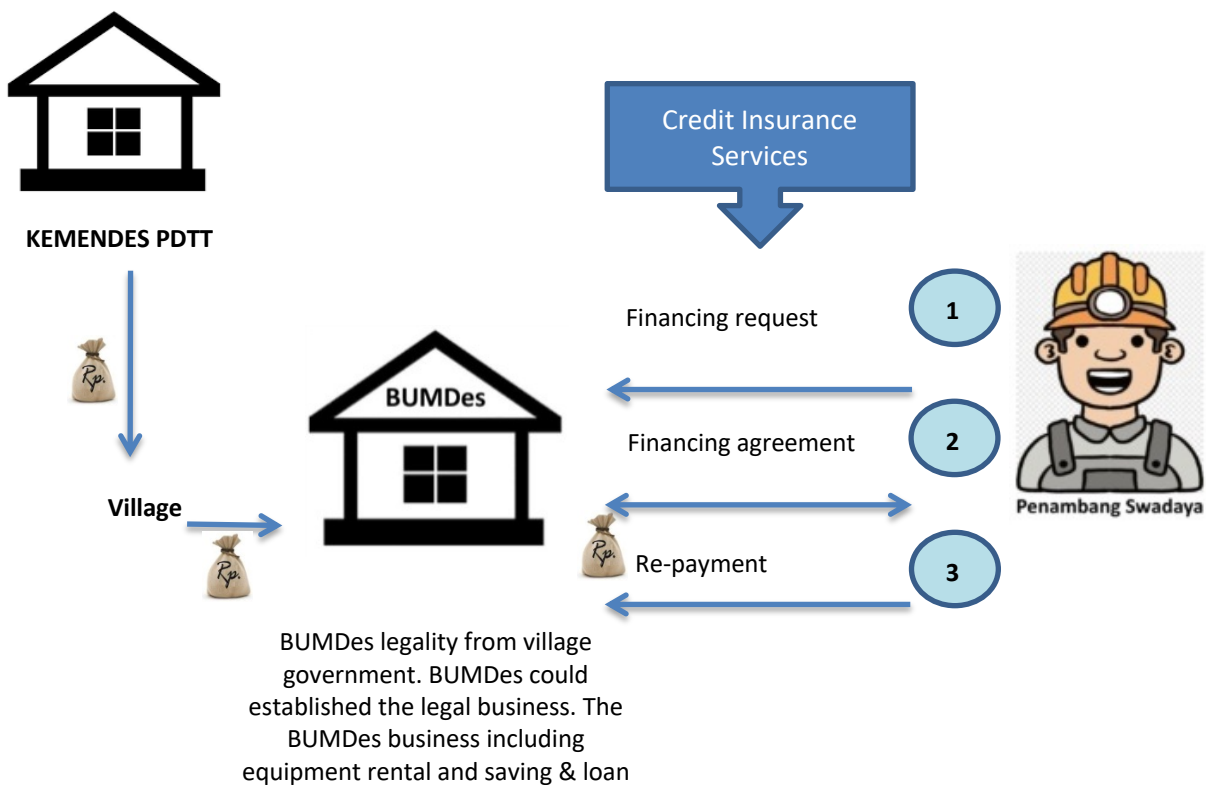 KEMENDES PDTT
Credit Insurance
Services
Financing request
1
BUMDes
Financing agreement
2
Penambang Swadaya
Village
Rp.
Rp.
Rp.
Re-payment
3
BUMDes legality from village
government. BUMDes could
established the legal business. The
BUMDes business including
equipment rental and saving & loan